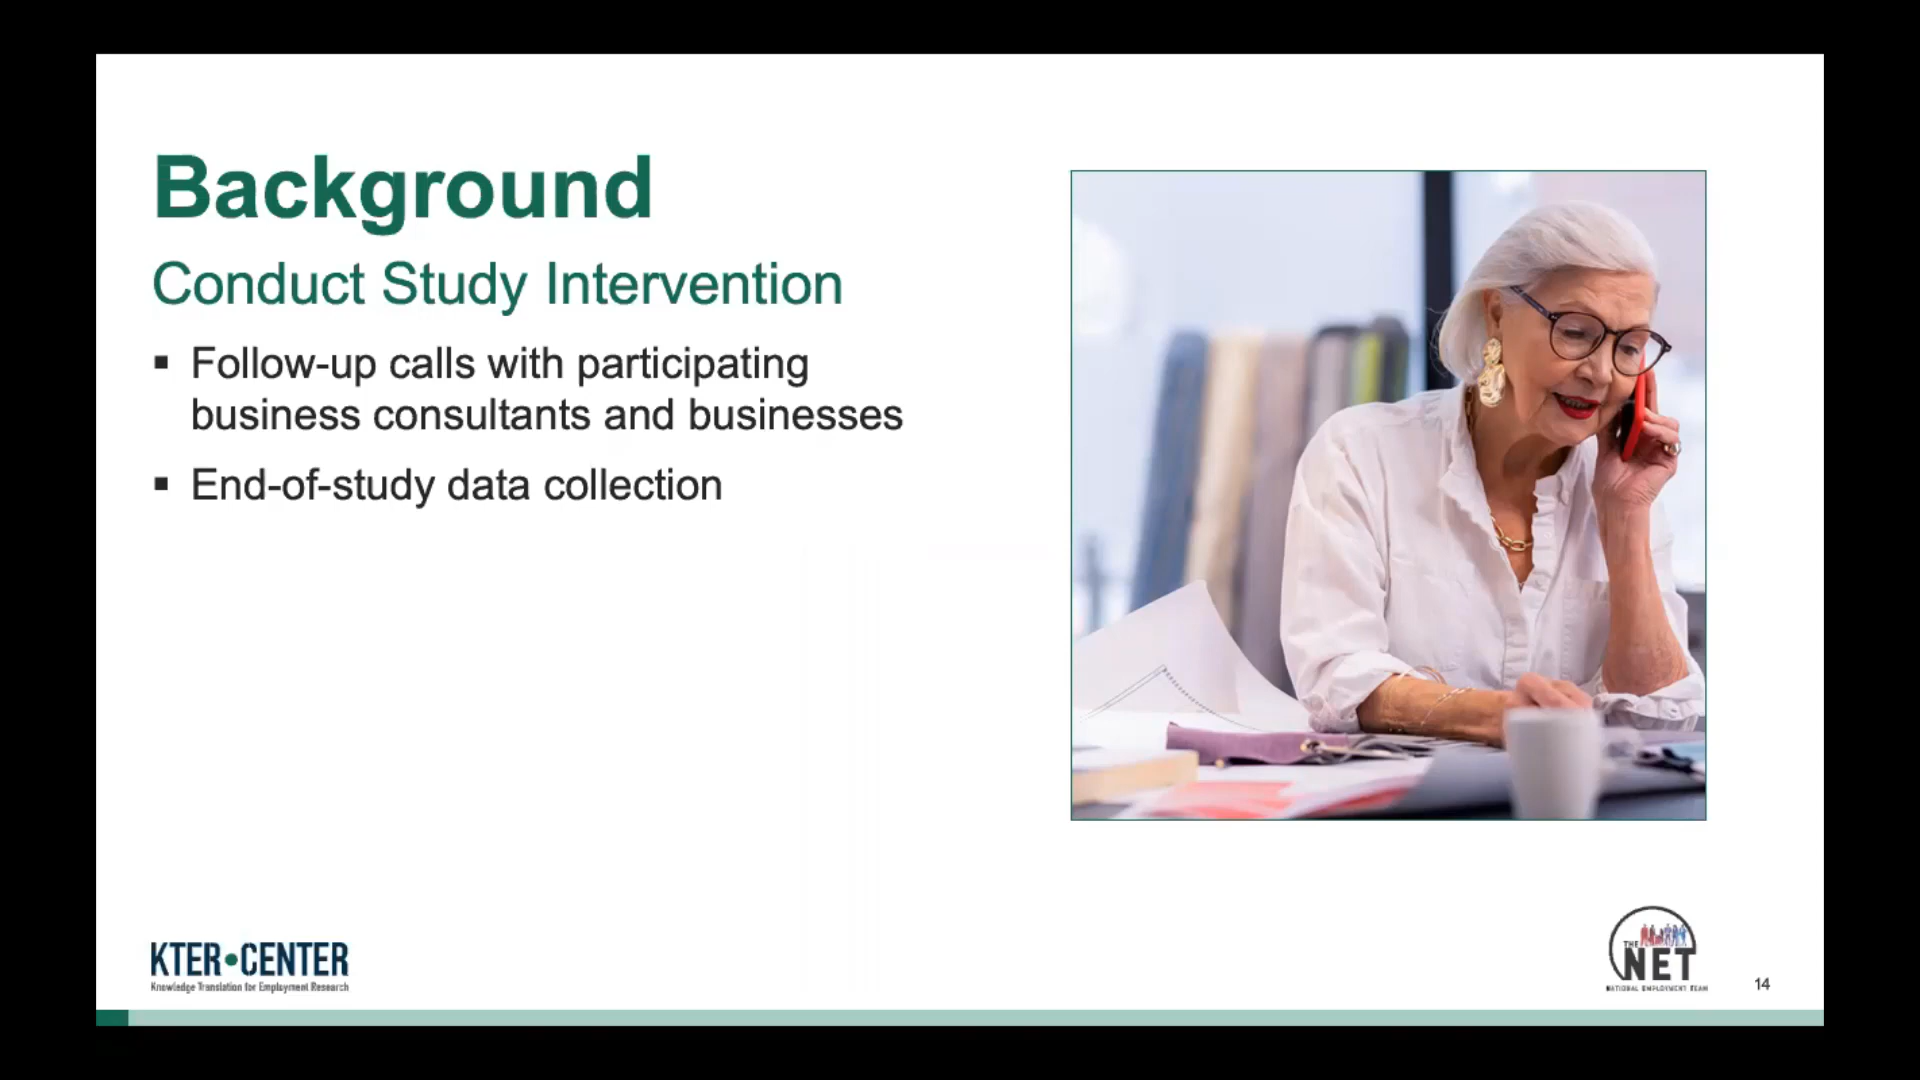 Background
Conduct Study Intervention
▪ Follow-up calls with participating
business consultants and businesses
▪ End-of-study data collection
KTER•CENTER
Knowledge Translation for Employment Research
THE
NET
NATIONAL EMPLOYMENT TEAM
14